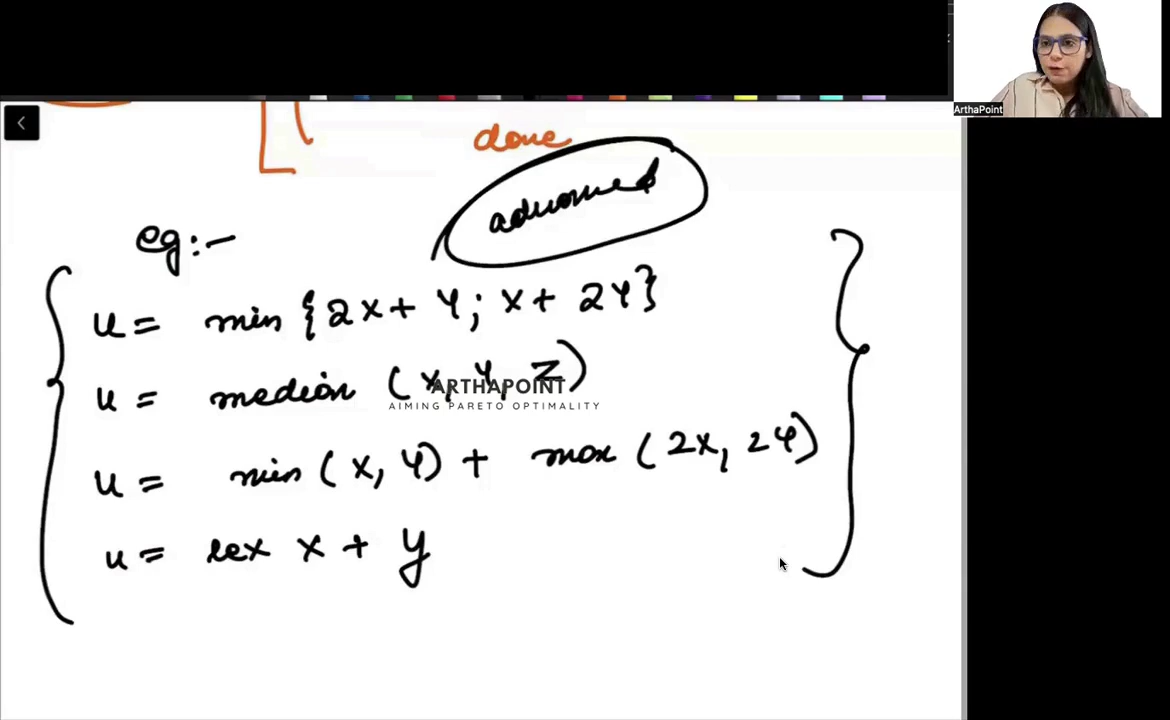 ArthaPoint
done
advanced
eg:-
u = min {2x + y; x + 2y}
u = median (x, y, z)
ARTHAPOINT
AIMING PARETO OPTIMALITY
u = min (x, y) + max (2x, 2y)
u = lex x + y